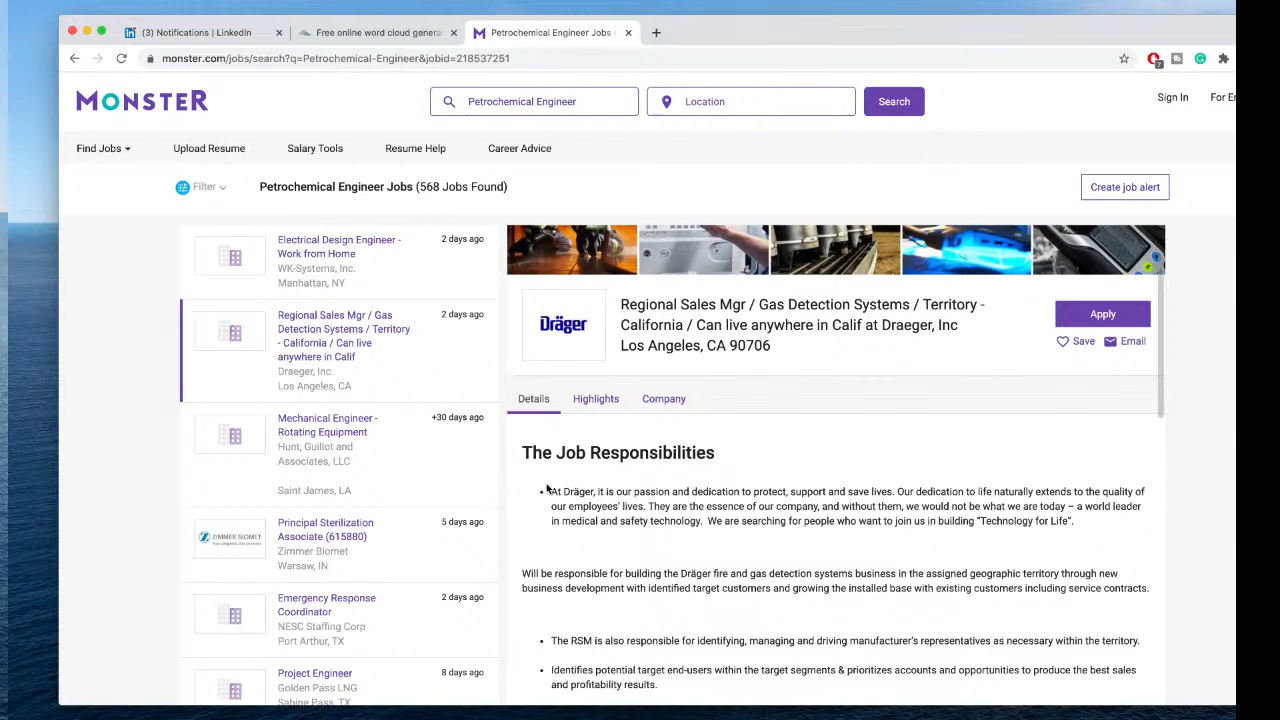 (3) Notifications | LinkedIn
Free online word cloud genera
Petrochemical Engineer Jobs
monster.com/jobs/search?q=Petrochemical-Engineer&jobid=218537251
7
MONSTER
Petrochemical Engineer
Location
Search
Sign In
For Em
Find Jobs
Upload Resume
Salary Tools
Resume Help
Career Advice
Filter
Petrochemical Engineer Jobs (568 Jobs Found)
Create job alert
Electrical Design Engineer -
Work from Home
WK-Systems, Inc.
Manhattan, NY
2 days ago
Regional Sales Mgr / Gas
Detection Systems / Territory
- California / Can live
anywhere in Calif
Draeger, Inc.
Los Angeles, CA
2 days ago
Mechanical Engineer -
Rotating Equipment
Hunt, Guillot and
Associates, LLC
Saint James, LA
+30 days ago
ZIMMER BIOMET
Principal Sterilization
Associate (615880)
Zimmer Biomet
Warsaw, IN
5 days ago
Emergency Response
Coordinator
NESC Staffing Corp
Port Arthur, TX
2 days ago
Project Engineer
Golden Pass LNG
Sabine Pass, TX
8 days ago
Dräger
Regional Sales Mgr / Gas Detection Systems / Territory -
California / Can live anywhere in Calif at Draeger, Inc
Los Angeles, CA 90706
Apply
Save
Email
Details
Highlights
Company
The Job Responsibilities
• At Dräger, it is our passion and dedication to protect, support and save lives. Our dedication to life naturally extends to the quality of
our employees' lives. They are the essence of our company, and without them, we would not be what we are today – a world leader
in medical and safety technology. We are searching for people who want to join us in building "Technology for Life".
Will be responsible for building the Dräger fire and gas detection systems business in the assigned geographic territory through new
business development with identified target customers and growing the installed base with existing customers including service contracts.
• The RSM is also responsible for identifying, managing and driving manufacturer's representatives as necessary within the territory.
• Identifies potential target end-users within the target segments & prioritizes accounts and opportunities to produce the best sales
and profitability results.